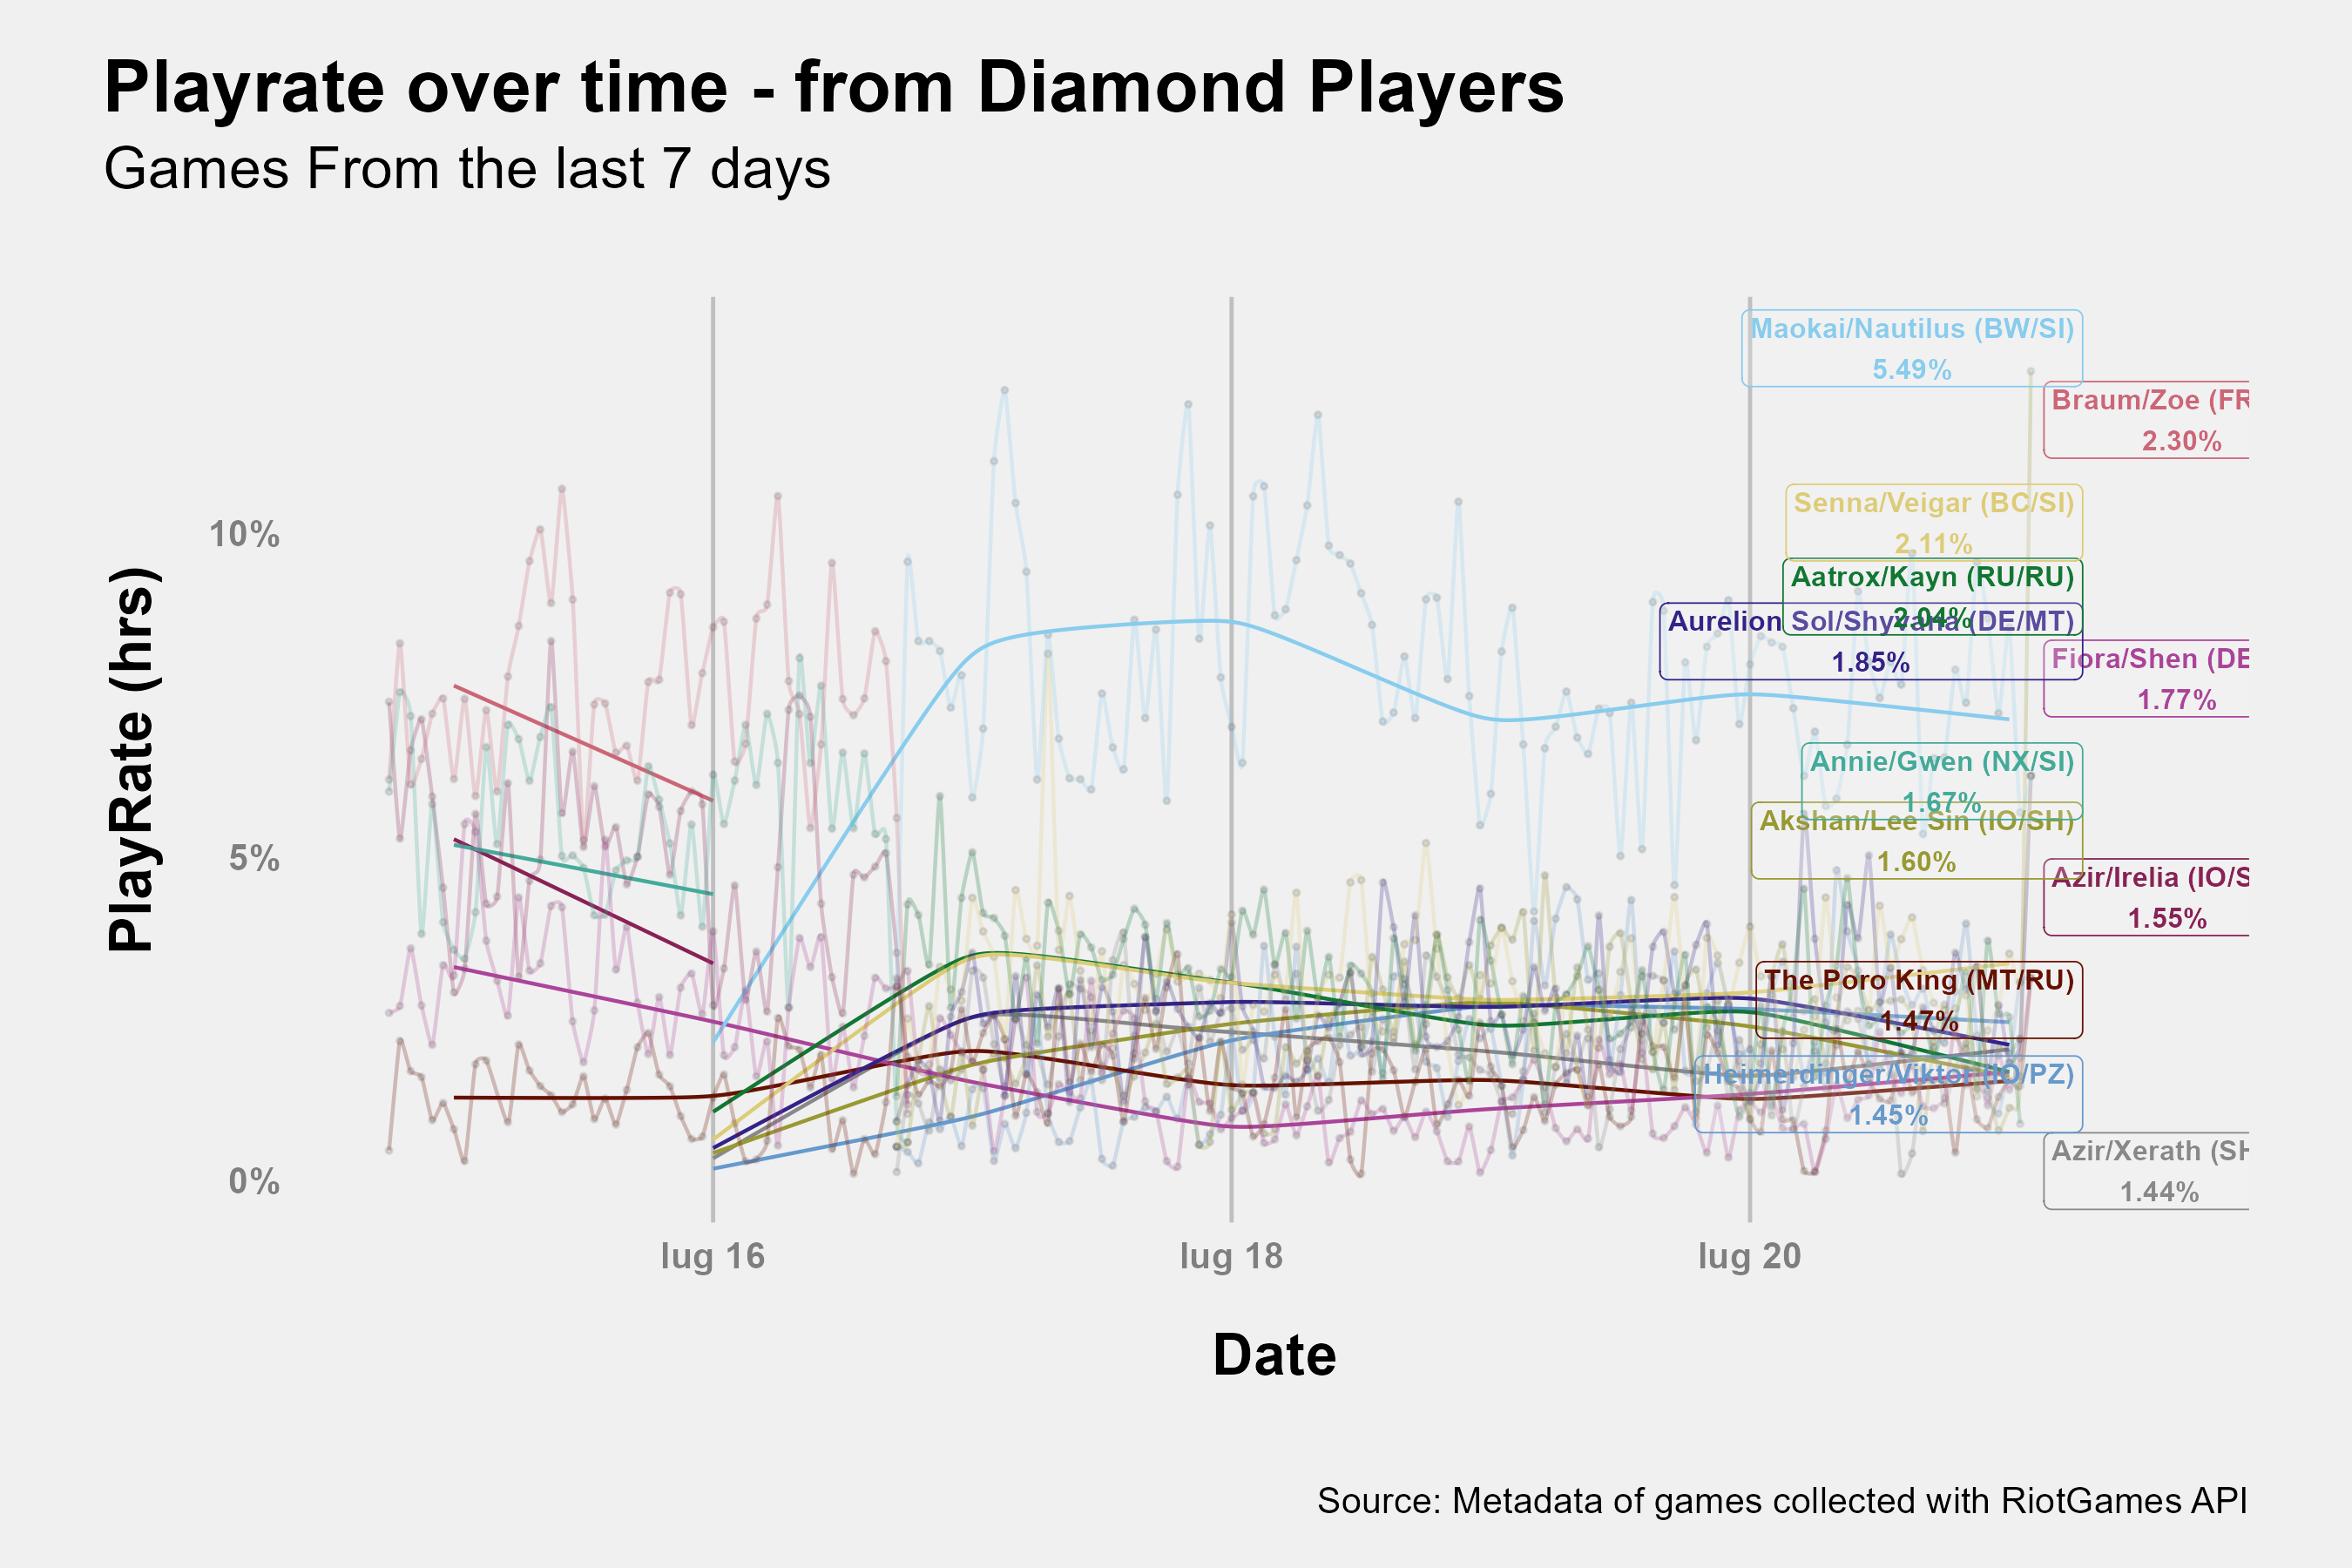 Playrate over time - from Diamond Players
Games From the last 7 days
PlayRate (hrs)
10%
5%
0%
Maokai/Nautilus (BW/SI)
5.49%
Braum/Zoe (FR
2.30%
Senna/Veigar (BC/SI)
2.11%
Aatrox/Kayn (RU/RU)
2.04%
Aurelion Sol/Shyvana (DE/MT)
1.85%
Fiora/Shen (DE
1.77%
Annie/Gwen (NX/SI)
1.67%
Akshan/Lee Sin (IO/SH)
1.60%
Azir/Irelia (IO/S
1.55%
The Poro King (MT/RU)
1.47%
Heimerdinger/Viktor (IO/PZ)
1.45%
Azir/Xerath (SH
1.44%
lug 16
lug 18
lug 20
Date
Source: Metadata of games collected with RiotGames API